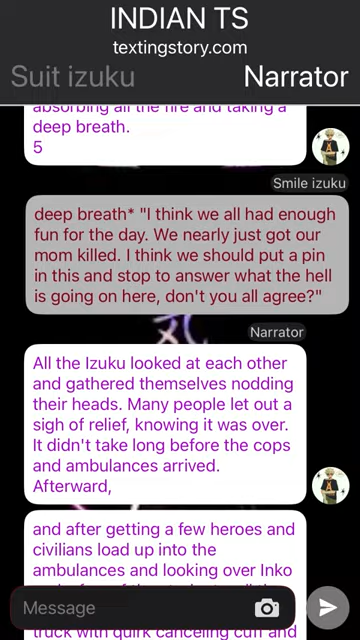 INDIAN TS
textingstory.com
Suit izuku
Narrator
absorbing all the fire and taking a
deep breath.
5
Smile izuku
deep breath* "I think we all had enough
fun for the day. We nearly just got our
mom killed. I think we should put a pin
in this and stop to answer what the hell
is going on here, don't you all agree?"
Narrator
All the Izuku looked at each other
and gathered themselves nodding
their heads. Many people let out a
sigh of relief, knowing it was over.
It didn't take long before the cops
and ambulances arrived.
Afterward,
and after getting a few heroes and
civilians load up into the
ambulances and looking over Inko
Message
truck with quirk canceling cuff and